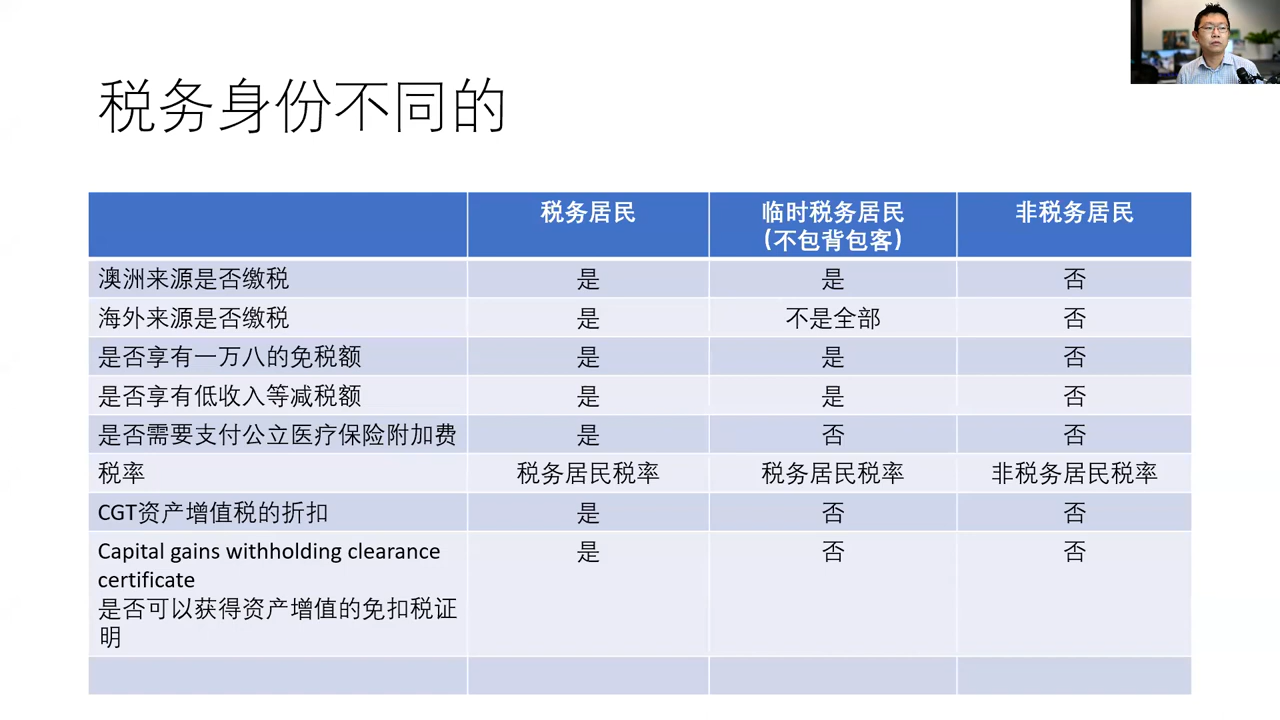 税务身份不同的
税务居民
临时税务居民
（不包背包客）
非税务居民
澳洲来源是否缴税 是 是 否
海外来源是否缴税 是 不是全部 否
是否享有一万八的免税额 是 是 否
是否享有低收入等减税额 是 是 否
是否需要支付公立医疗保险附加费 是 否 否
税率 税务居民税率 税务居民税率 非税务居民税率
CGT资产增值税的折扣 是 否 否
Capital gains withholding clearance 是 否 否
certificate
是否可以获得资产增值的免扣税证
明